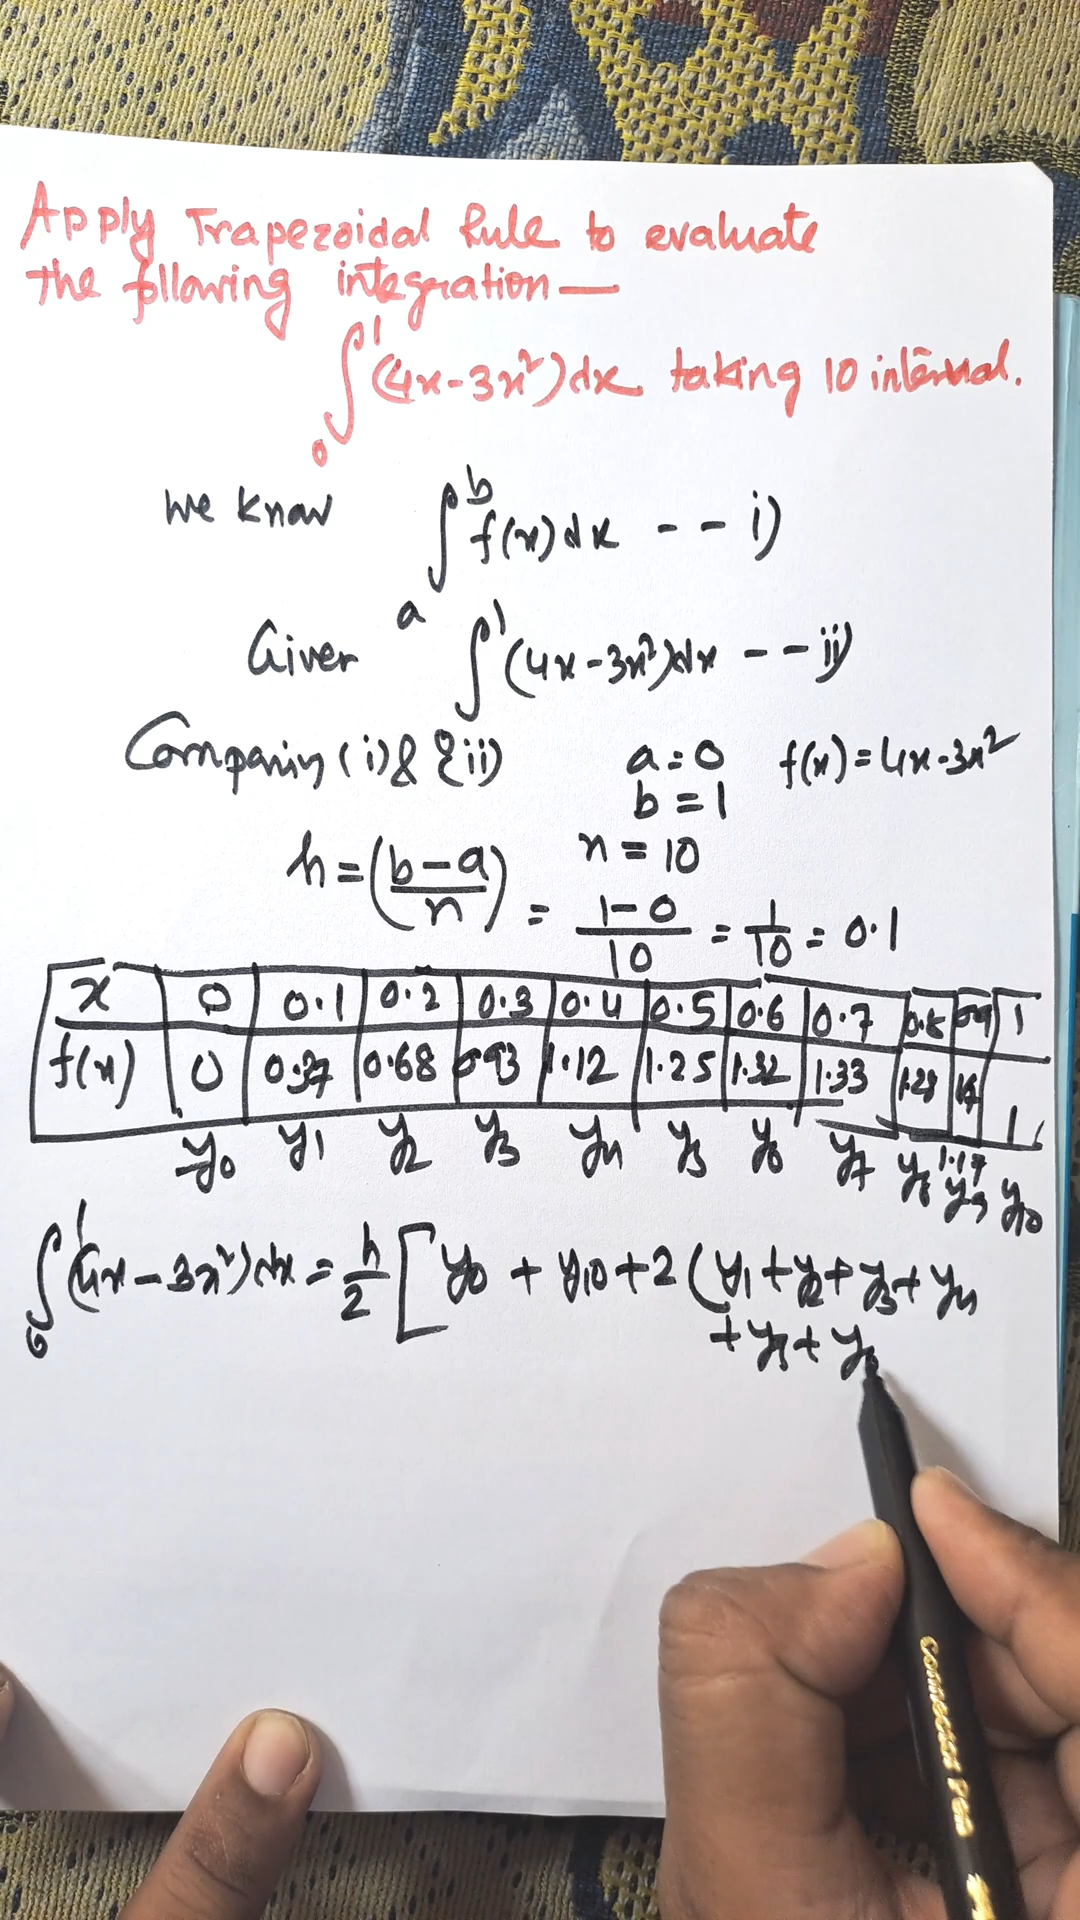 Apply Trapezoidal Rule to evaluate
the following integration —
∫₀¹ (4x-3x²)dx taking 10 interval.
We know ∫ₐᵇ f(x)dx - - i)
Given ∫¹ (4x-3x²)dx - - ii)
Comparing (i) & (ii) a=0 f(x)=4x-3x²
b=1
h=(b-a/n) n=10
= 1-0/10 = 1/10 = 0.1
x 0 0.1 0.2 0.3 0.4 0.5 0.6 0.7 0.8 0.9 1
f(x) 0 0.37 0.68 0.93 1.12 1.25 1.32 1.33 1.28 1
1.17
y₀ y₁ y₂ y₃ y₄ y₅ y₆ y₇ y₈ y₉ y₁₀
∫₀¹ (4x-3x²)dx = h/2 [ y₀ + y₁₀ + 2 (y₁ + y₂ + y₃ + y₄
+ y₅ + y₆
CONNECTS PEN